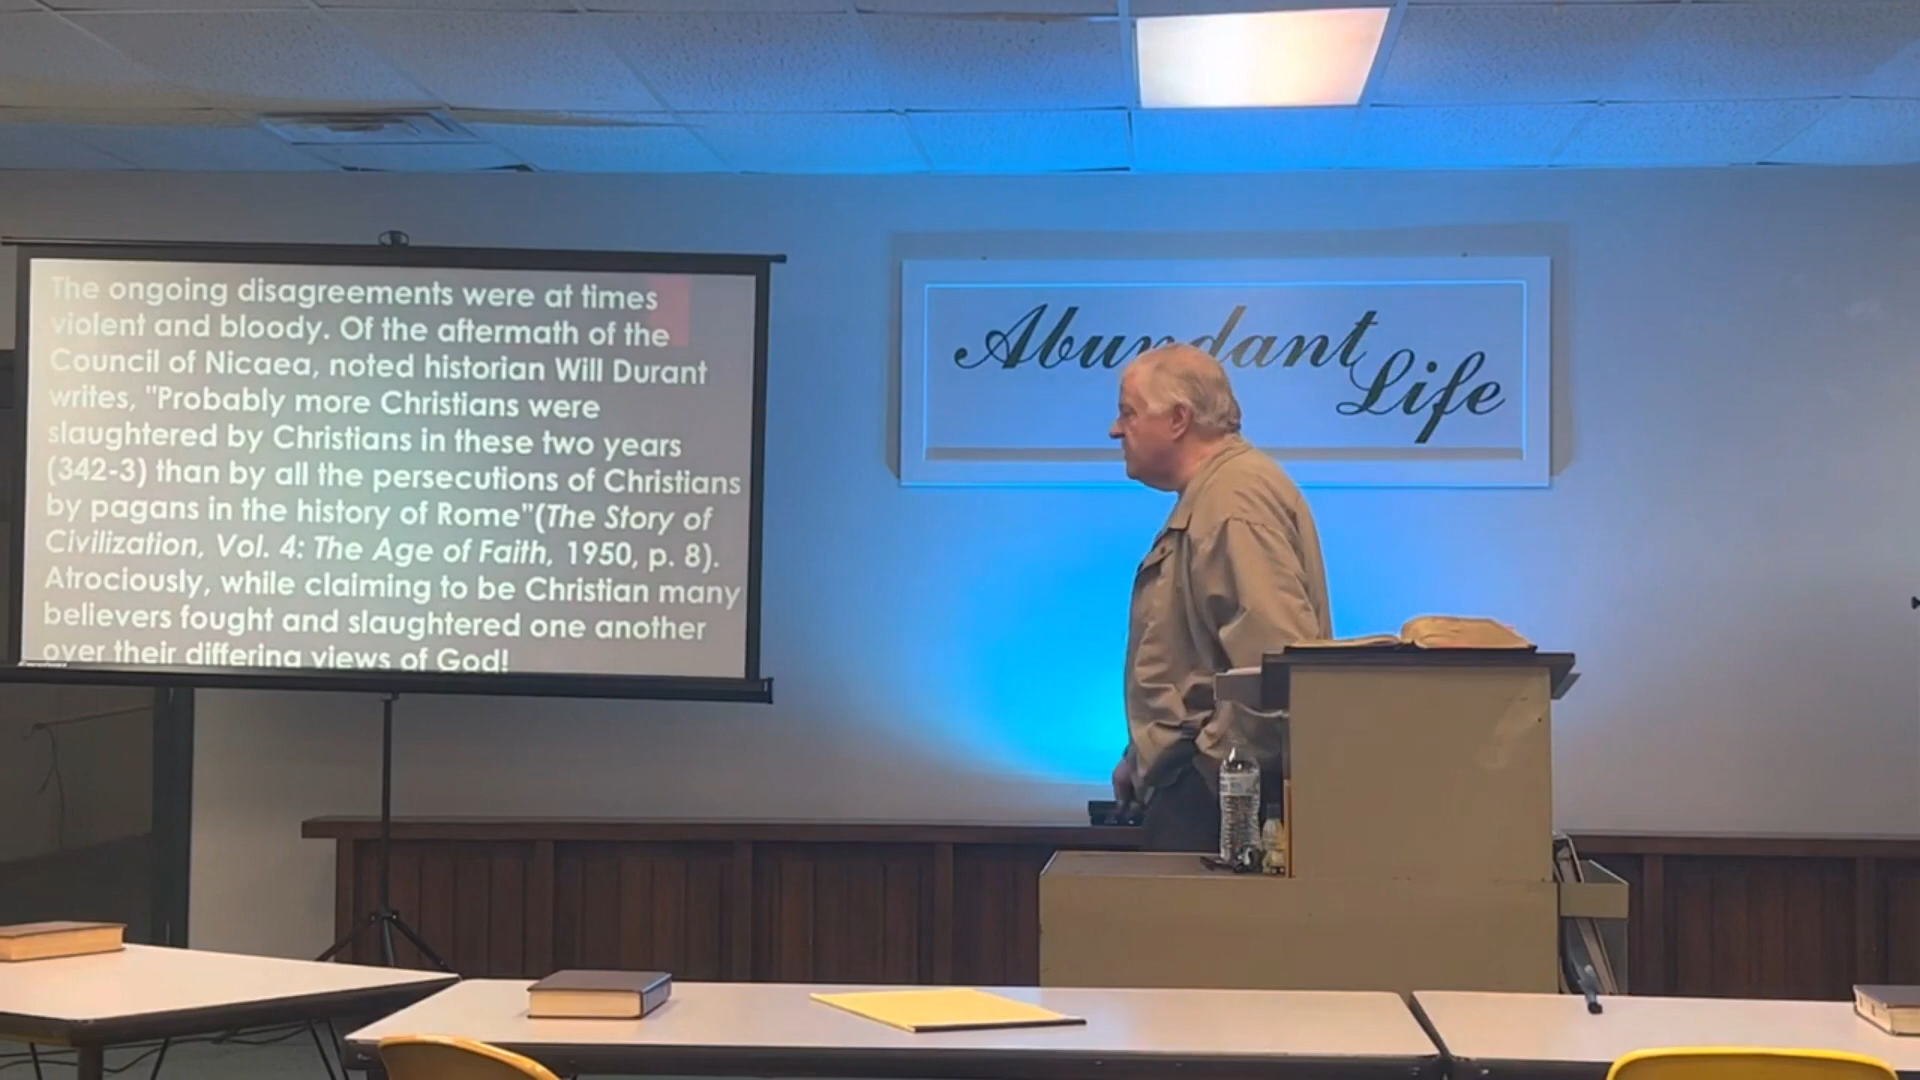 The ongoing disagreements were at times
violent and bloody. Of the aftermath of the
Council of Nicaea, noted historian Will Durant
writes, "Probably more Christians were
slaughtered by Christians in these two years
(342-3) than by all the persecutions of Christians
by pagans in the history of Rome"(The Story of
Civilization, Vol. 4: The Age of Faith, 1950, p. 8).
Atrociously, while claiming to be Christian many
believers fought and slaughtered one another
over their differing views of God!
Abundant
Life